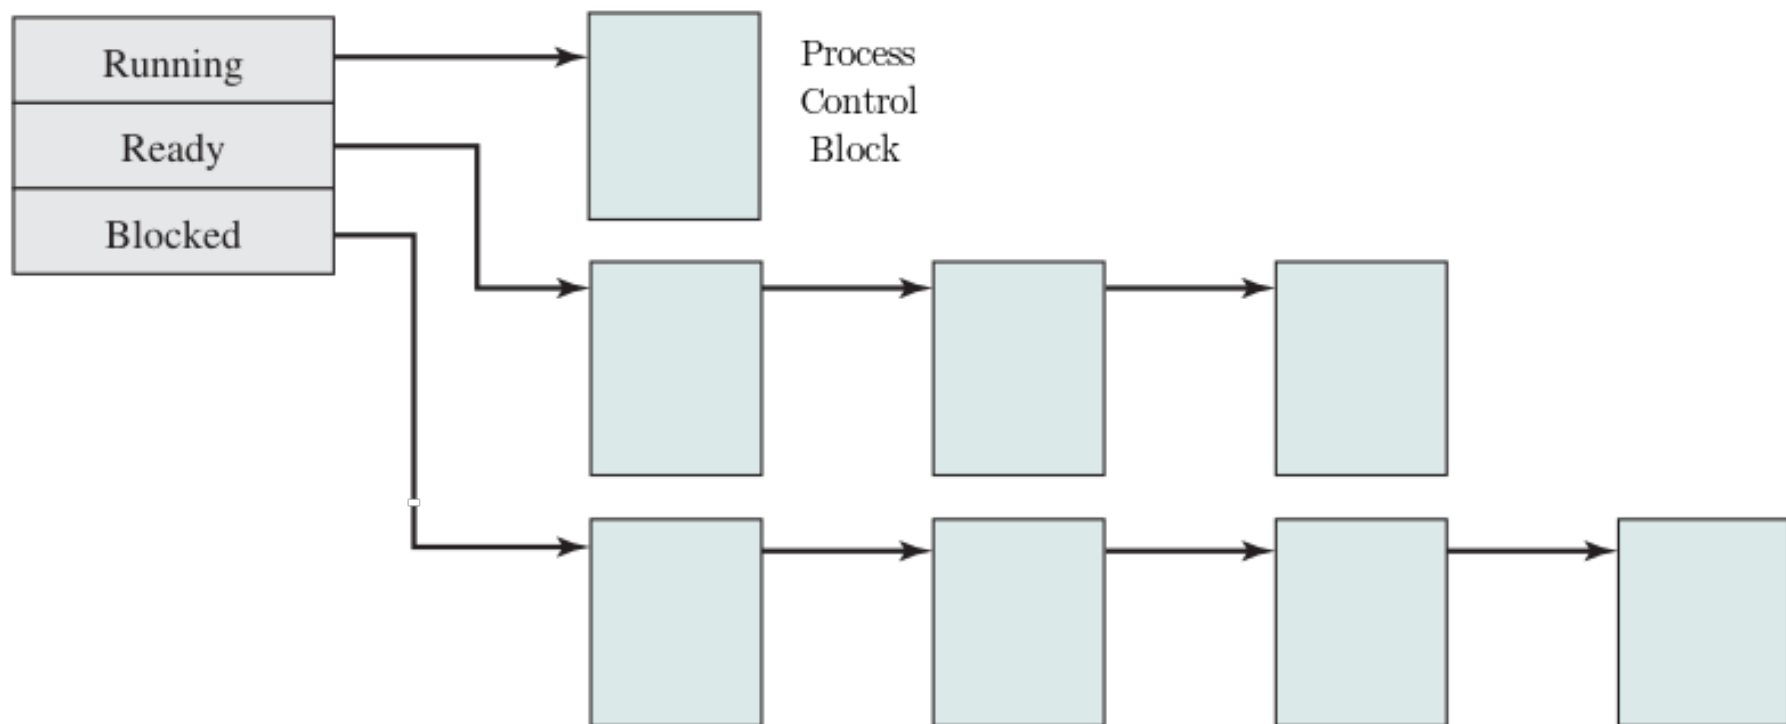 Running
Ready
Blocked
Process
Control
Block